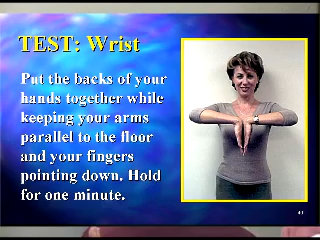 TEST: Wrist
Put the backs of your
hands together while
keeping your arms
parallel to the floor
and your fingers
pointing down. Hold
for one minute.